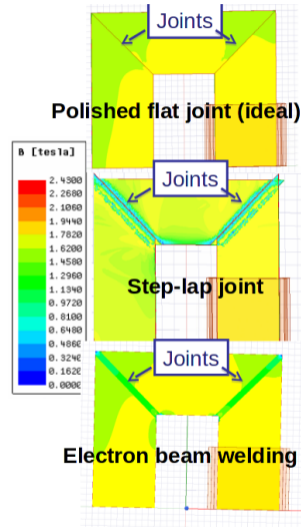 Joints
Polished flat joint (ideal)
Joints
Step-lap joint
B [tesla]
2.4300
2.2680
2.1060
1.9440
1.7820
1.6200
1.4580
1.2960
1.1340
0.9720
0.8100
0.6480
0.4860
0.3240
0.1620
0.0000
Joints
Electron beam welding